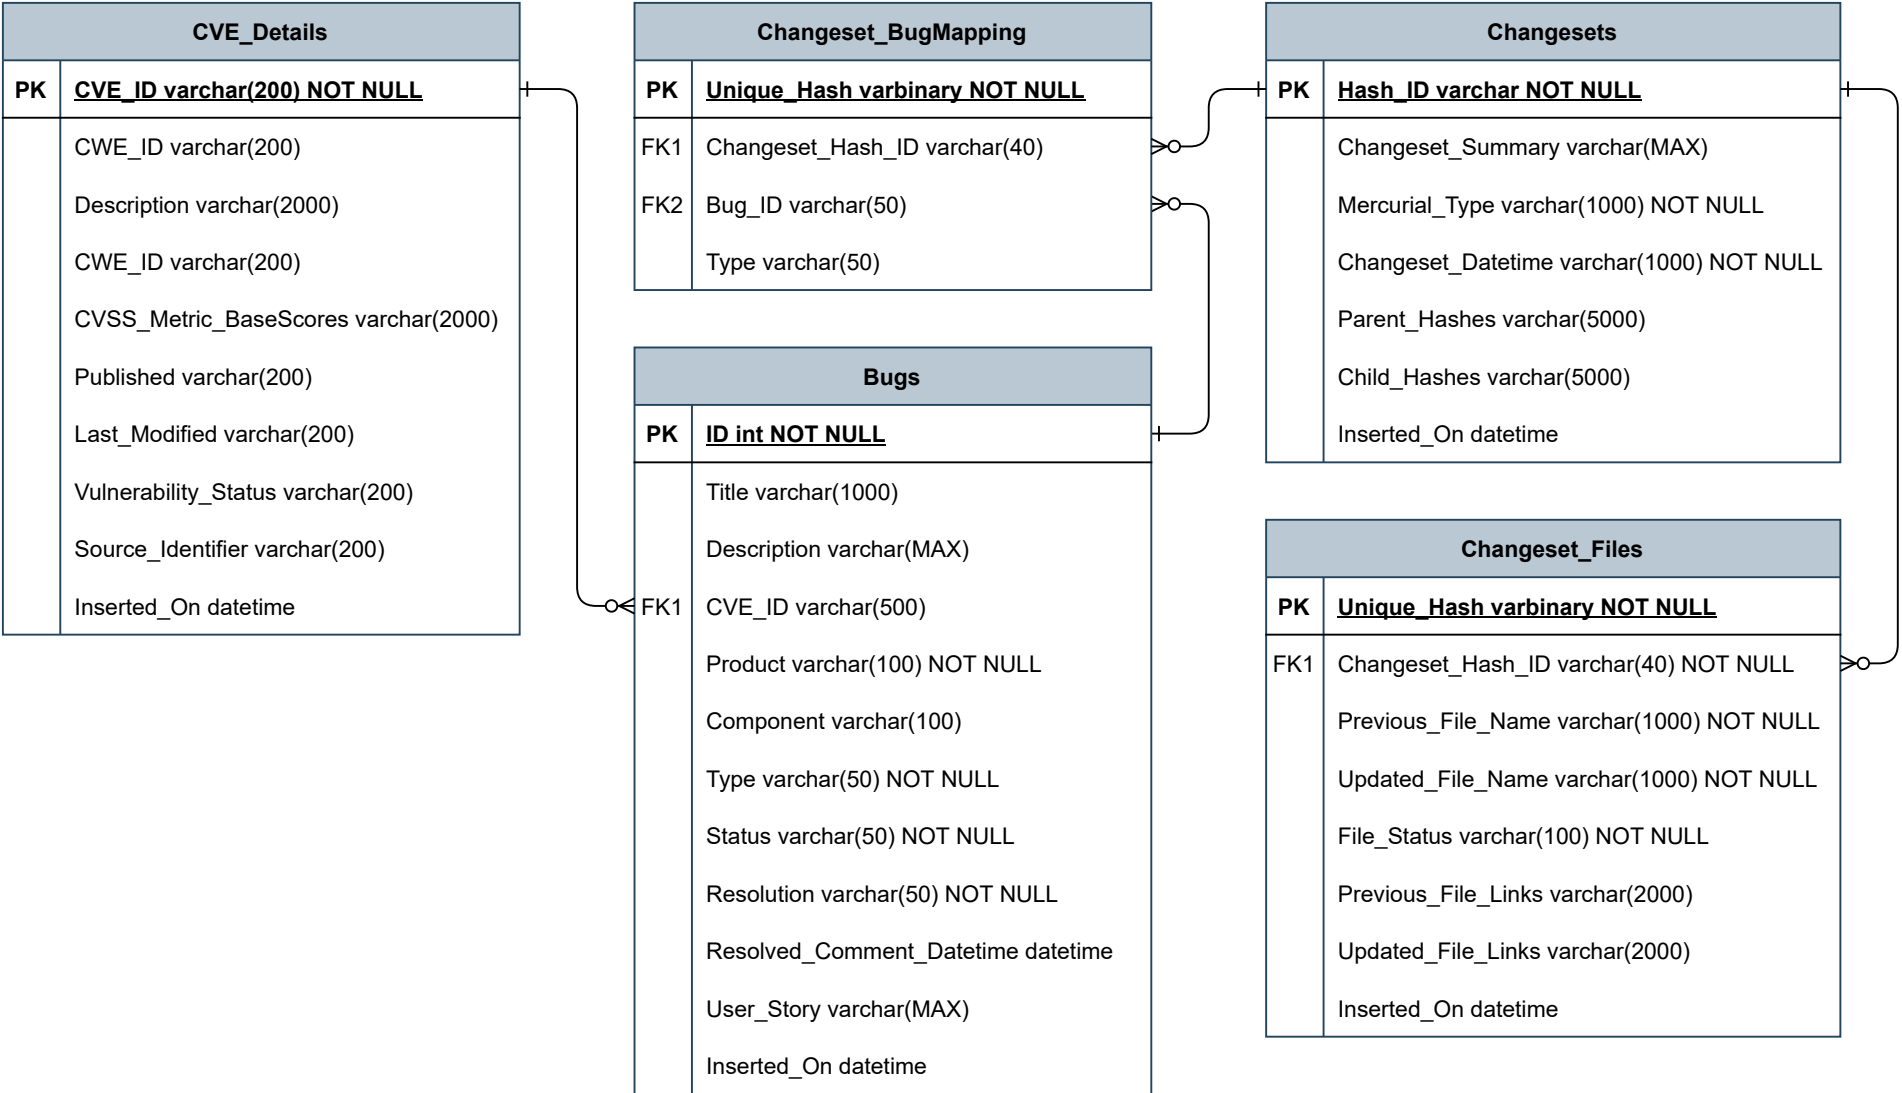 CVE_Details
PK CVE_ID varchar(200) NOT NULL
CWE_ID varchar(200)
Description varchar(2000)
CWE_ID varchar(200)
CVSS_Metric_BaseScores varchar(2000)
Published varchar(200)
Last_Modified varchar(200)
Vulnerability_Status varchar(200)
Source_Identifier varchar(200)
Inserted_On datetime
Changeset_BugMapping
PK Unique_Hash varbinary NOT NULL
FK1 Changeset_Hash_ID varchar(40)
FK2 Bug_ID varchar(50)
Type varchar(50)
Bugs
PK ID int NOT NULL
Title varchar(1000)
Description varchar(MAX)
FK1 CVE_ID varchar(500)
Product varchar(100) NOT NULL
Component varchar(100)
Type varchar(50) NOT NULL
Status varchar(50) NOT NULL
Resolution varchar(50) NOT NULL
Resolved_Comment_Datetime datetime
User_Story varchar(MAX)
Inserted_On datetime
Changesets
PK Hash_ID varchar NOT NULL
Changeset_Summary varchar(MAX)
Mercurial_Type varchar(1000) NOT NULL
Changeset_Datetime varchar(1000) NOT NULL
Parent_Hashes varchar(5000)
Child_Hashes varchar(5000)
Inserted_On datetime
Changeset_Files
PK Unique_Hash varbinary NOT NULL
FK1 Changeset_Hash_ID varchar(40) NOT NULL
Previous_File_Name varchar(1000) NOT NULL
Updated_File_Name varchar(1000) NOT NULL
File_Status varchar(100) NOT NULL
Previous_File_Links varchar(2000)
Updated_File_Links varchar(2000)
Inserted_On datetime